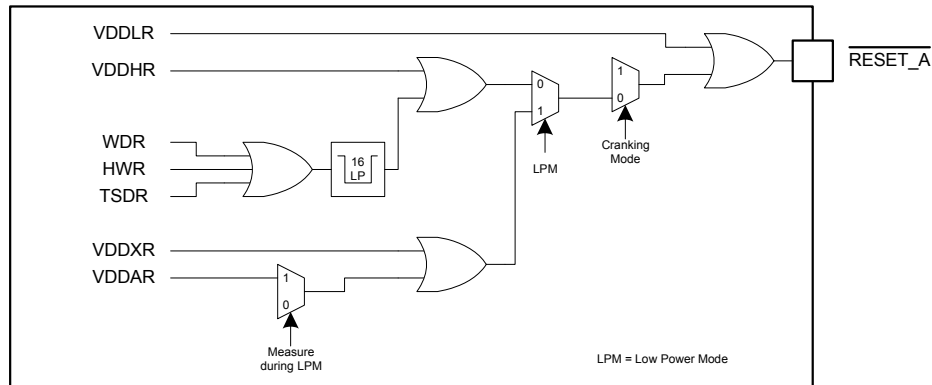 VDDLR
RESET_A
VDDHR
1
0
0
1
WDR
HWR
TSDR
16
LP
LPM
Cranking
Mode
VDDXR
VDDAR
1
0
Measure
during LPM
LPM = Low Power Mode